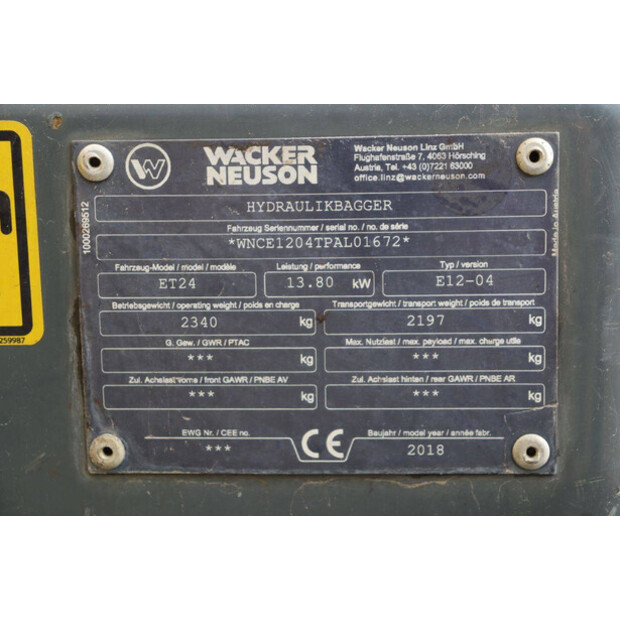 WACKER
NEUSON
Wacker Neuson Linz GmbH
Flughafenstraße 7, 4063 Hörsching
Austria, Tel. +43 (0)7221 63000
office.linz@wackerneuson.com
1000269512
HYDRAULIKBAGGER
Made in Austria
Fahrzeug Seriennummer / serial no. / no. de série
*WNCE1204TPAL01672*
Fahrzeug-Model / model / modèle
Leistung / performance
Typ / version
ET24
13.80 kW
E12-04
Betriebsgewicht / operating weight / poids en charge
Transportgewicht / transport weight / poids de transport
2340 kg
2197 kg
G. Gew. / GWR / PTAC
Max. Nutzlast / max. payload / max. charge utile
*** kg
*** kg
Zul. Achslast vorne / front GAWR / PNBE AV
Zul. Achslast hinten / rear GAWR / PNBE AR
*** kg
*** kg
EWG Nr. / CEE no.
CE
Baujahr / model year / année fabr.
***
2018
259987